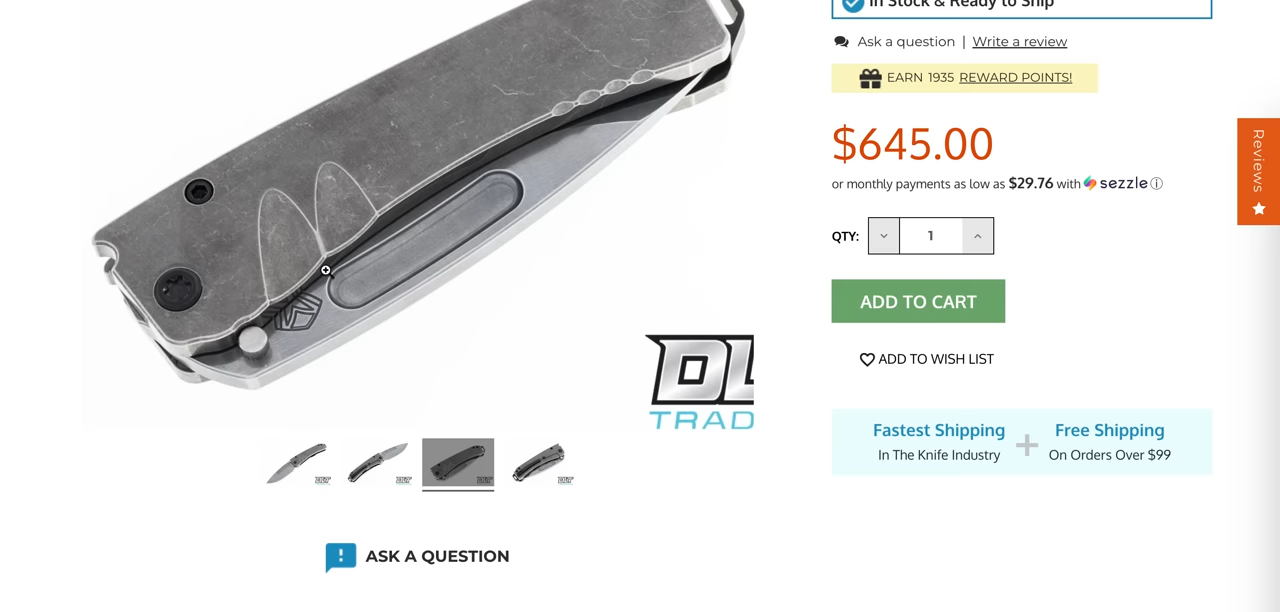 In Stock & Ready to Ship
Ask a question | Write a review
EARN 1935 REWARD POINTS!
$645.00
or monthly payments as low as $29.76 with sezzle
QTY: 1
ADD TO CART
ADD TO WISH LIST
Fastest Shipping + Free Shipping
In The Knife Industry On Orders Over $99
Reviews
DL
TRAD
ASK A QUESTION